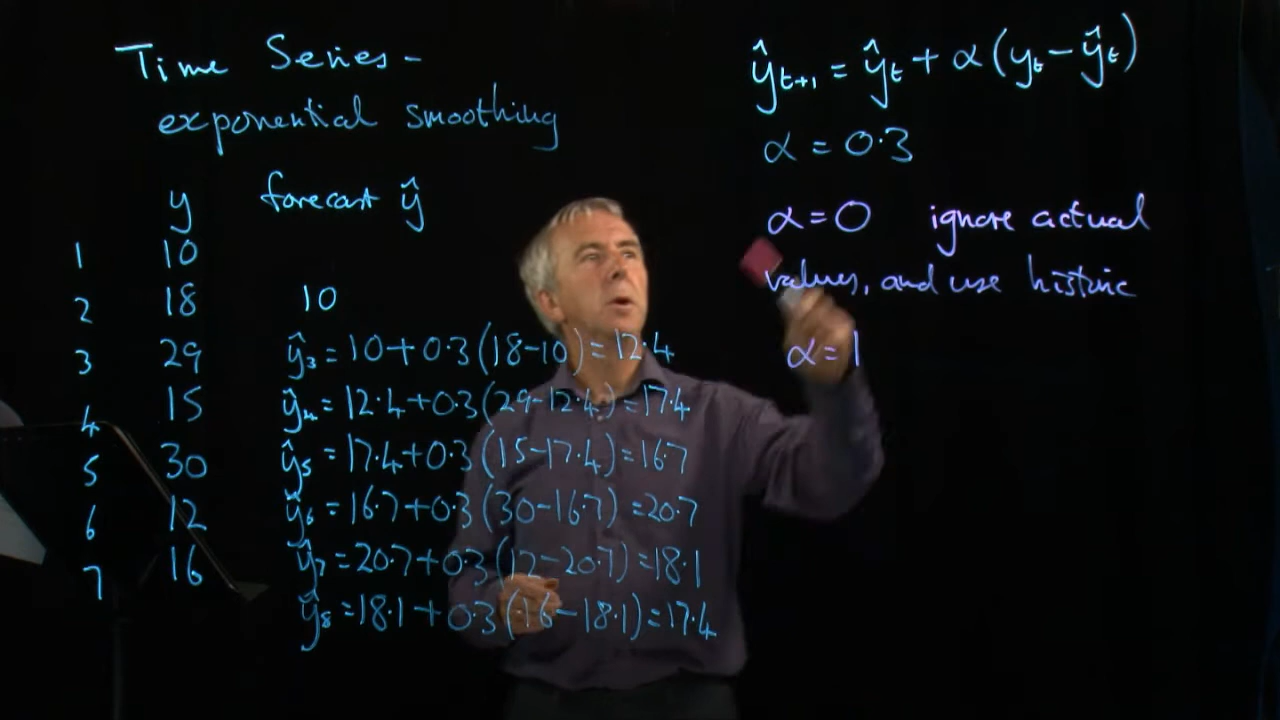 Time Series -
exponential smoothing
y forecast ŷ
1 10
2 18 10
3 29 ŷ₃ = 10 + 0.3 (18-10) = 12.4
4 15 ŷ₄ = 12.4 + 0.3 (29-12.4) = 17.4
5 30 ŷ₅ = 17.4 + 0.3 (15-17.4) = 16.7
6 12 ŷ₆ = 16.7 + 0.3 (30-16.7) = 20.7
7 16 ŷ₇ = 20.7 + 0.3 (12-20.7) = 18.1
ŷ₈ = 18.1 + 0.3 (16-18.1) = 17.4
ŷₜ₊₁ = ŷₜ + α (yₜ - ŷₜ)
α = 0.3
α = 0 ignore actual
values, and use historic
α = 1